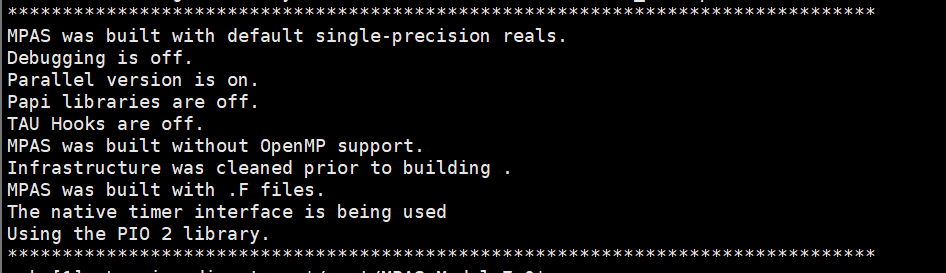 *******************************************************************************
MPAS was built with default single-precision reals.
Debugging is off.
Parallel version is on.
Papi libraries are off.
TAU Hooks are off.
MPAS was built without OpenMP support.
Infrastructure was cleaned prior to building .
MPAS was built with .F files.
The native timer interface is being used
Using the PIO 2 library.
*******************************************************************************